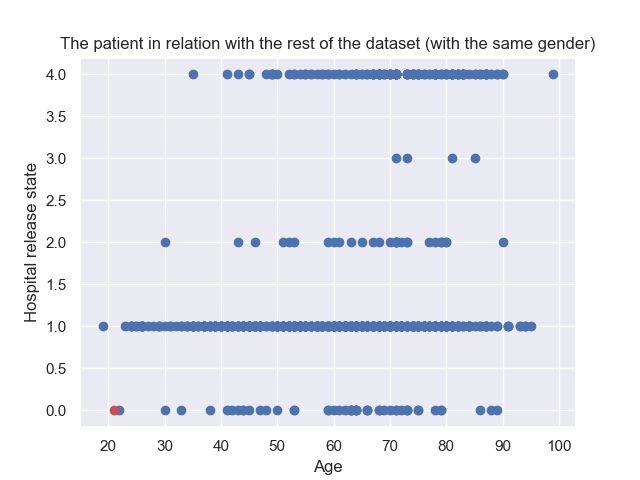 The patient in relation with the rest of the dataset (with the same gender)
4.0
3.5
3.0
2.5
2.0
1.5
1.0
0.5
0.0
Hospital release state
20 30 40 50 60 70 80 90 100
Age